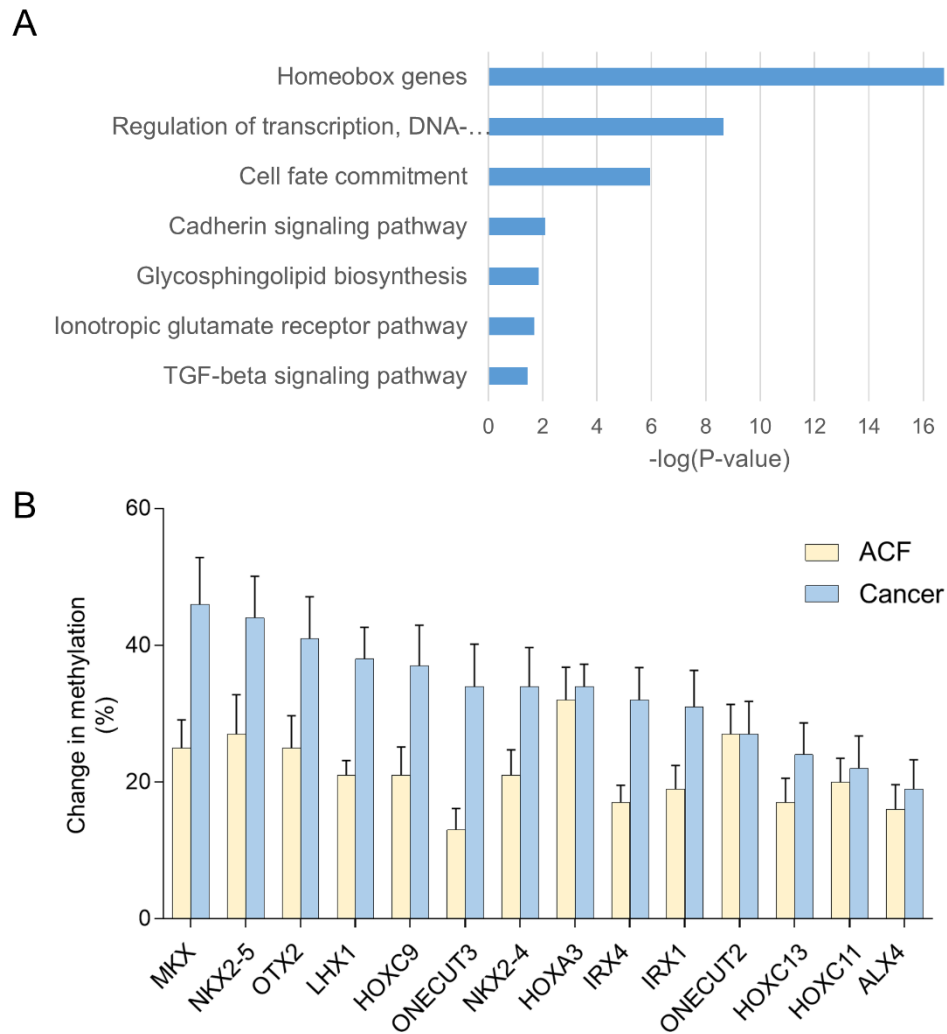 A
Homeobox genes
Regulation of transcription, DNA-…
Cell fate commitment
Cadherin signaling pathway
Glycosphingolipid biosynthesis
Ionotropic glutamate receptor pathway
TGF-beta signaling pathway
0 2 4 6 8 10 12 14 16
-log(P-value)
B
60
40
20
0
Change in methylation
(%)
ACF
Cancer
MKX NKX2-5 OTX2 LHX1 HOXC9 ONECUT3 NKX2-4 HOXA3 IRX4 IRX1 ONECUT2 HOXC13 HOXC11 ALX4